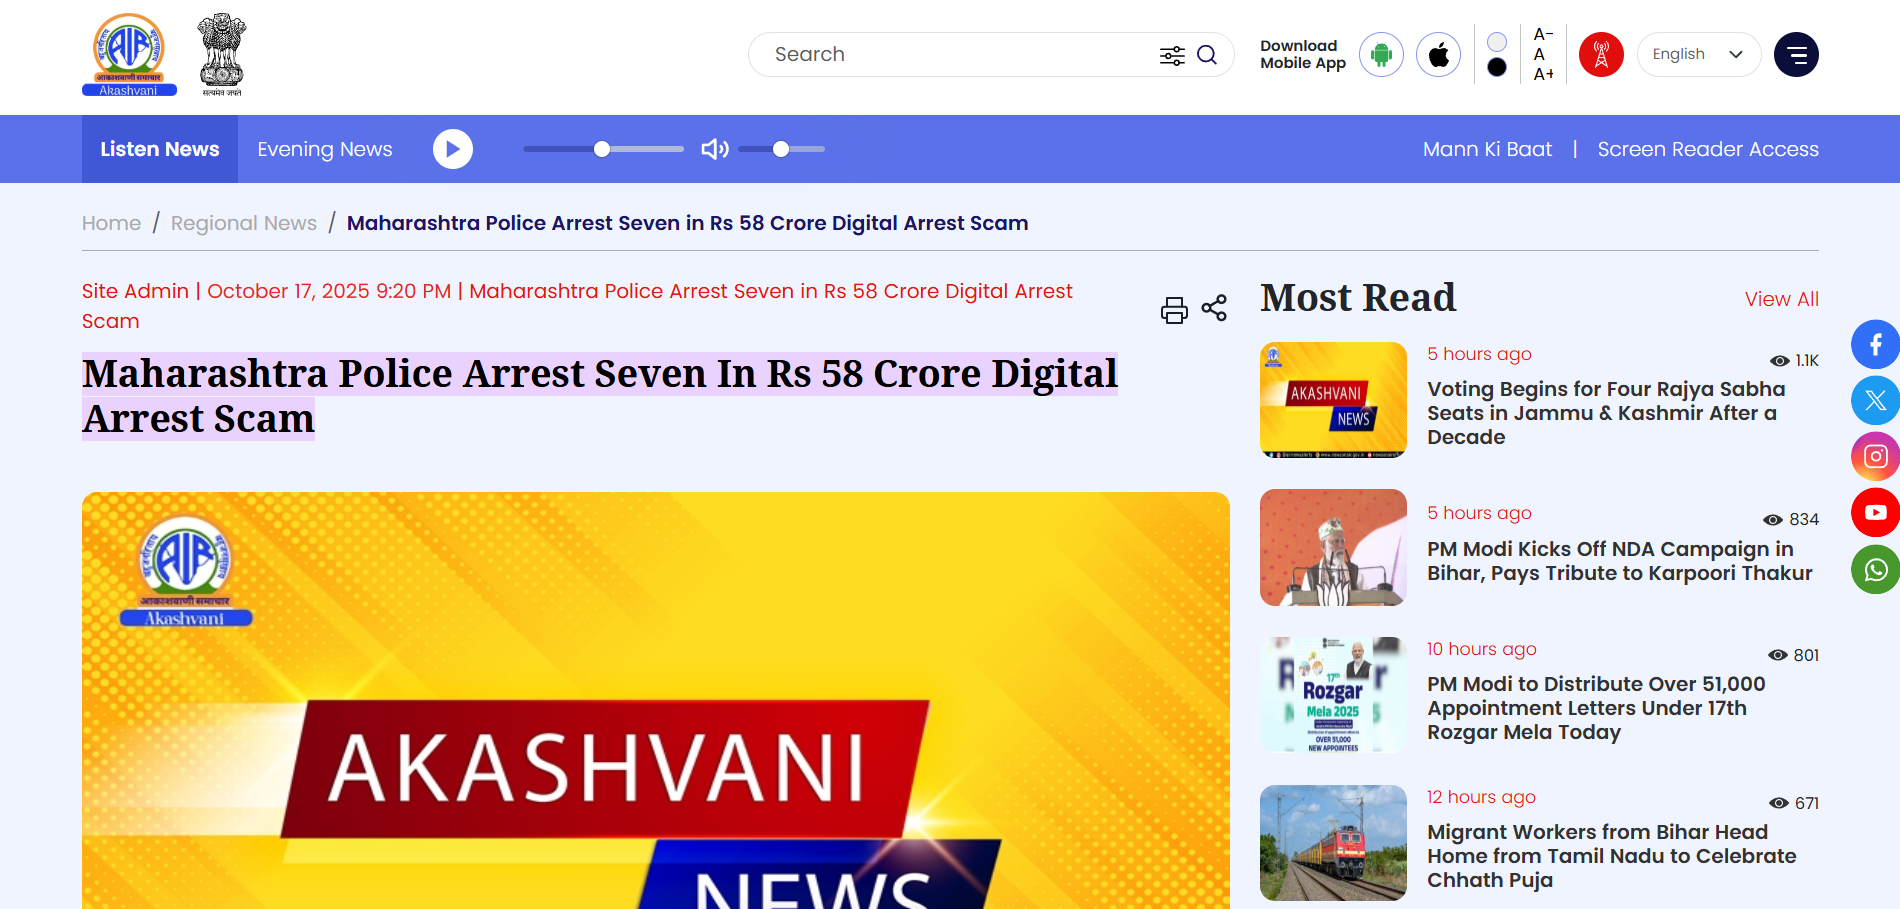 आकाशवाणी समाचार
Akashvani
सत्यमेव जयते
Search
Download
Mobile App
A-
A
A+
English
Listen News
Evening News
Mann Ki Baat | Screen Reader Access
Home / Regional News / Maharashtra Police Arrest Seven in Rs 58 Crore Digital Arrest Scam
Site Admin | October 17, 2025 9:20 PM | Maharashtra Police Arrest Seven in Rs 58 Crore Digital Arrest
Scam
Maharashtra Police Arrest Seven In Rs 58 Crore Digital
Arrest Scam
आकाशवाणी समाचार
Akashvani
AKASHVANI
NEWS
Most Read
View All
AKASHVANI
NEWS
5 hours ago
1.1K
Voting Begins for Four Rajya Sabha
Seats in Jammu & Kashmir After a
Decade
5 hours ago
834
PM Modi Kicks Off NDA Campaign in
Bihar, Pays Tribute to Karpoori Thakur
17th
Rozgar
Mela 2025
OVER 51,000
NEW APPOINTEES
10 hours ago
801
PM Modi to Distribute Over 51,000
Appointment Letters Under 17th
Rozgar Mela Today
12 hours ago
671
Migrant Workers from Bihar Head
Home from Tamil Nadu to Celebrate
Chhath Puja